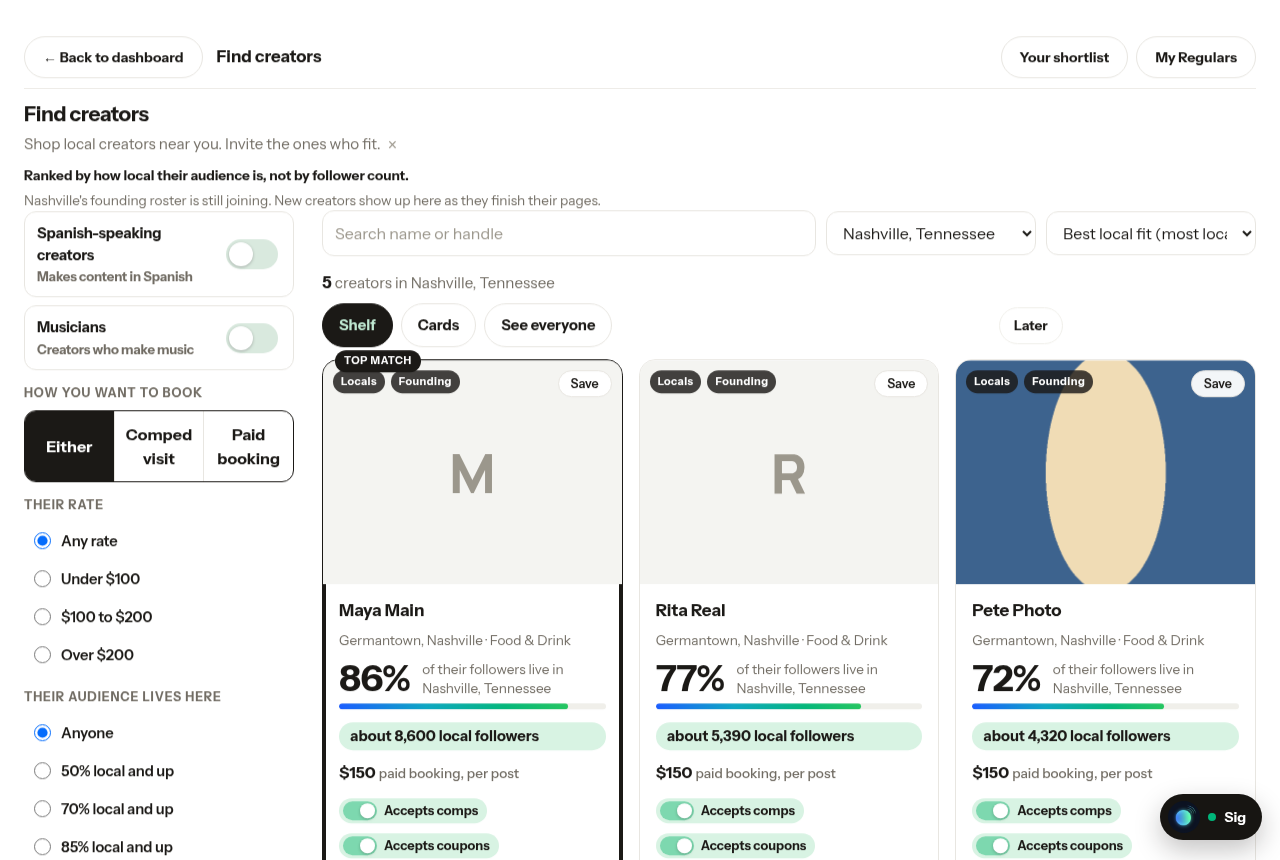 ← Back to dashboard
Find creators
Your shortlist
My Regulars
Find creators
Shop local creators near you. Invite the ones who fit. ×
Ranked by how local their audience is, not by follower count.
Nashville's founding roster is still joining. New creators show up here as they finish their pages.
Spanish-speaking
creators
Makes content in Spanish
Musicians
Creators who make music
HOW YOU WANT TO BOOK
Either
Comped
visit
Paid
booking
THEIR RATE
Any rate
Under $100
$100 to $200
Over $200
THEIR AUDIENCE LIVES HERE
Anyone
50% local and up
70% local and up
85% local and up
Search name or handle
Nashville, Tennessee
Best local fit (most loca
5 creators in Nashville, Tennessee
Shelf
Cards
See everyone
Later
TOP MATCH
Locals
Founding
Save
M
Maya Main
Germantown, Nashville · Food & Drink
86%
of their followers live in
Nashville, Tennessee
about 8,600 local followers
$150 paid booking, per post
Accepts comps
Accepts coupons
Locals
Founding
Save
R
Rita Real
Germantown, Nashville · Food & Drink
77%
of their followers live in
Nashville, Tennessee
about 5,390 local followers
$150 paid booking, per post
Accepts comps
Accepts coupons
Locals
Founding
Save
Pete Photo
Germantown, Nashville · Food & Drink
72%
of their followers live in
Nashville, Tennessee
about 4,320 local followers
$150 paid booking, per post
Accepts comps
Accepts coupons
Sig